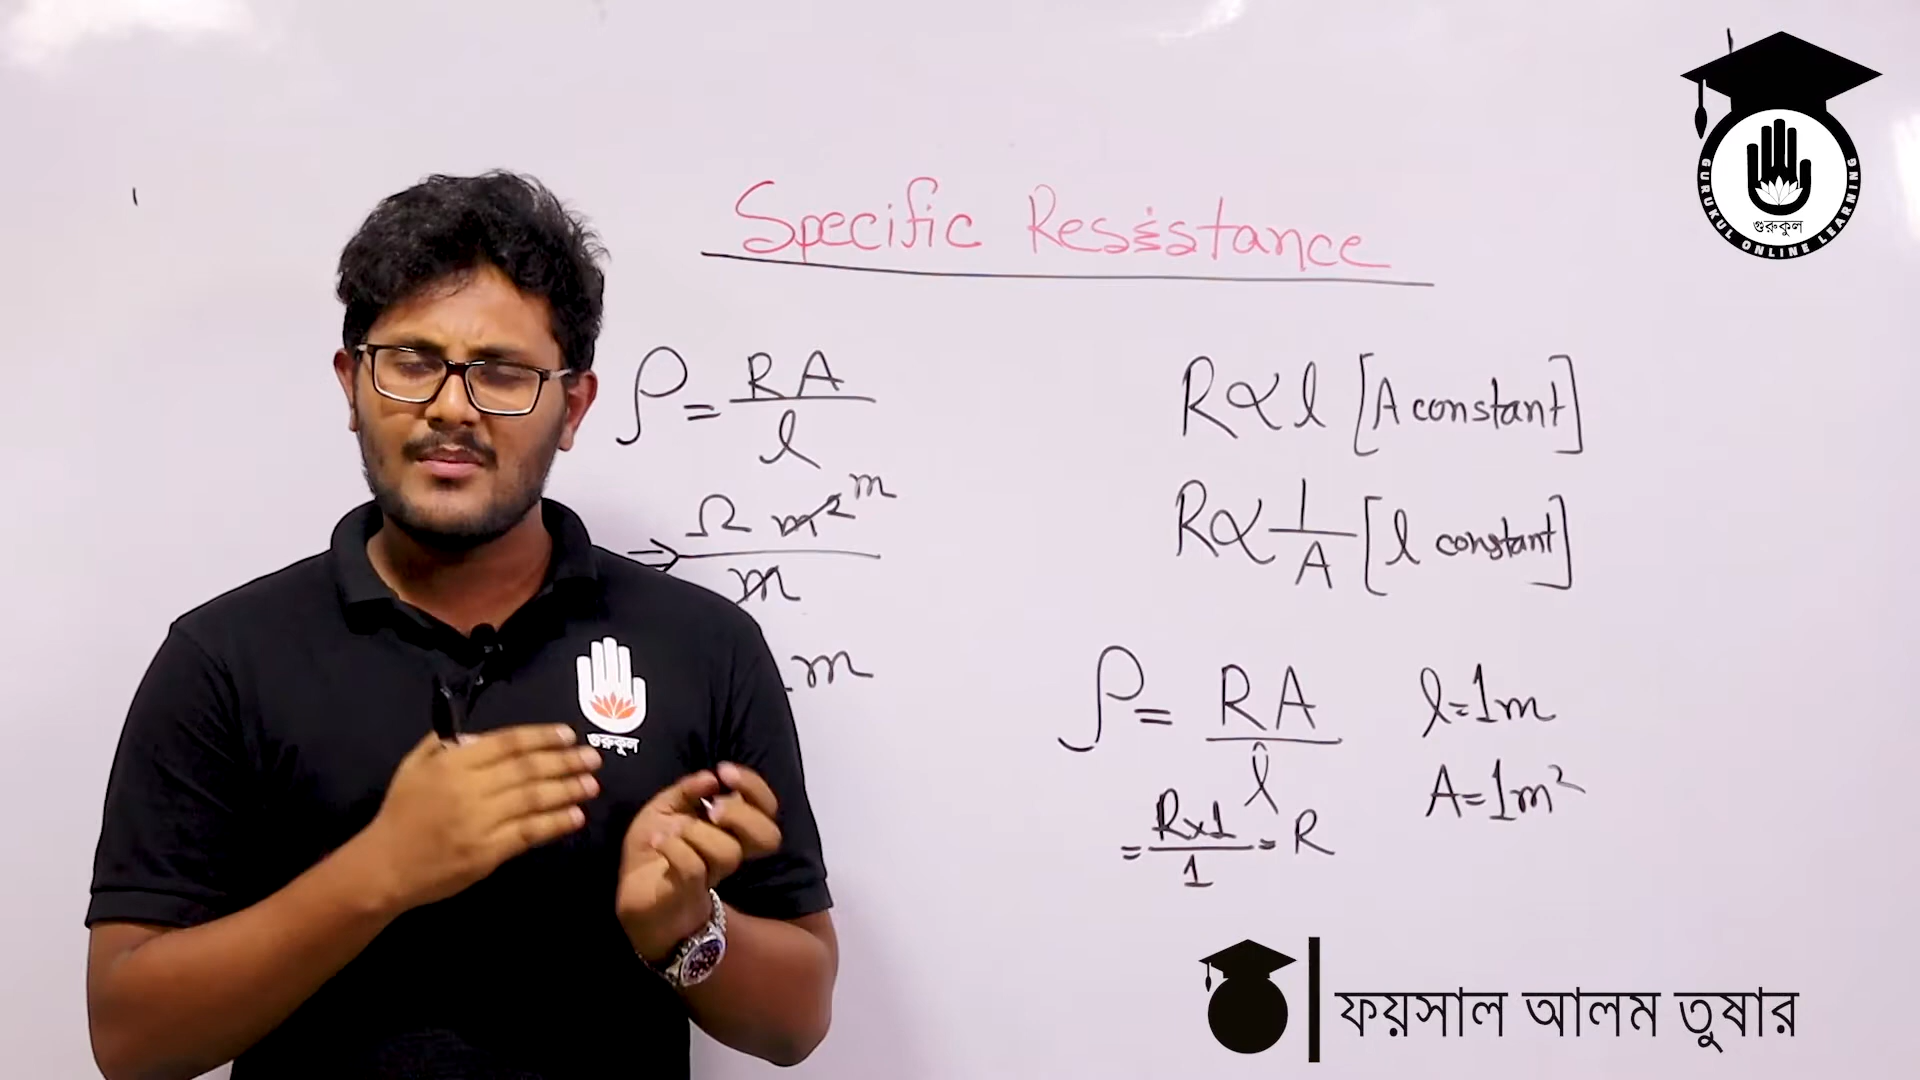 গুরুকুল
GURUKUL ONLINE LEARNING
Specific Resistance
ρ = RA / l
⇒ Ω m² m / m
m
R ∝ l [A constant]
R ∝ 1/A [l constant]
ρ = RA / l
l = 1m
A = 1m²
= R×1 / 1 = R
গুরুকুল
ফয়সাল আলম তুষার